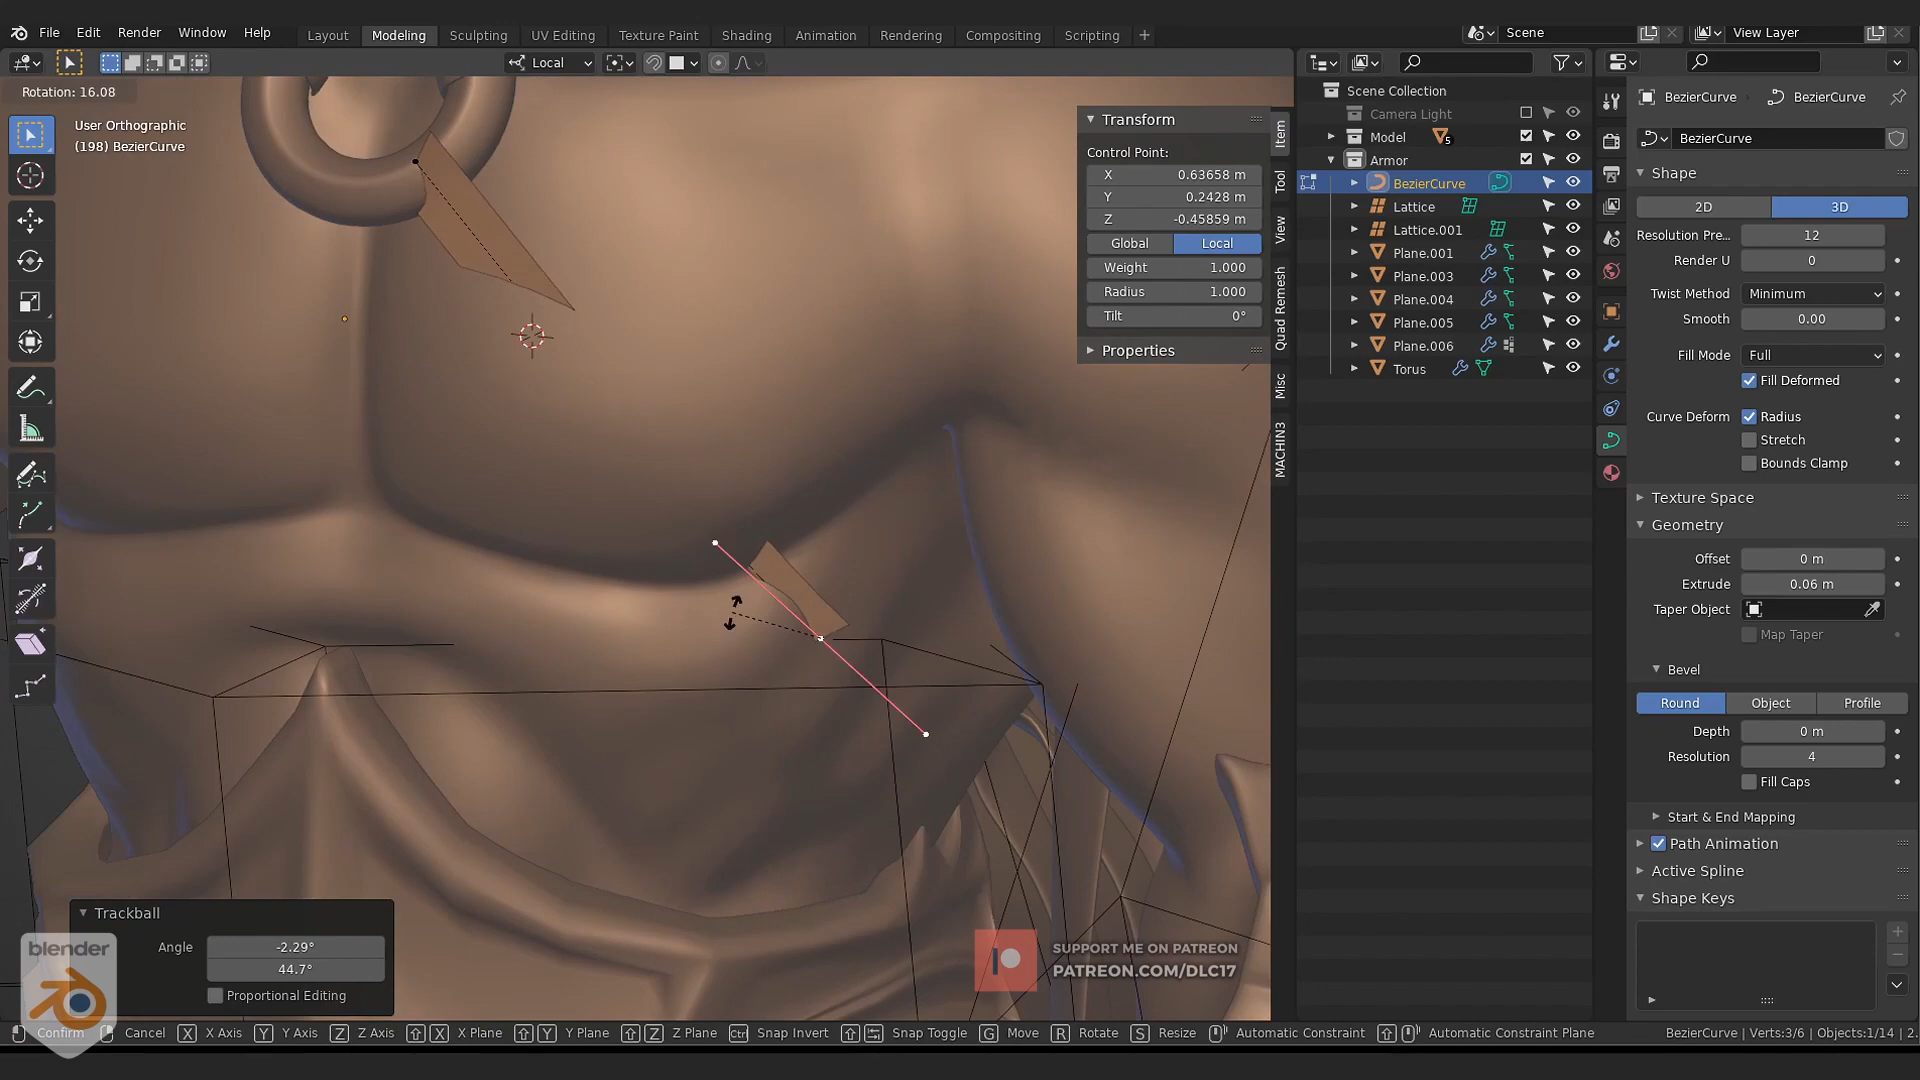 File Edit Render Window Help
Layout Modeling Sculpting UV Editing Texture Paint Shading Animation Rendering Compositing Scripting +
Scene
View Layer
Local
Rotation: 16.08
User Orthographic
(198) BezierCurve
Transform
Control Point:
X 0.63658 m
Y 0.2428 m
Z -0.45859 m
Global Local
Weight 1.000
Radius 1.000
Tilt 0°
Properties
Item
Tool
View
Quad Remesh
Misc
MACHIN3
Scene Collection
Camera Light
Model 5
Armor
BezierCurve
Lattice
Lattice.001
Plane.001
Plane.003
Plane.004
Plane.005
Plane.006
Torus
BezierCurve BezierCurve
BezierCurve
Shape
2D 3D
Resolution Pre... 12
Render U 0
Twist Method Minimum
Smooth 0.00
Fill Mode Full
Fill Deformed
Curve Deform Radius
Stretch
Bounds Clamp
Texture Space
Geometry
Offset 0 m
Extrude 0.06 m
Taper Object
Map Taper
Bevel
Round Object Profile
Depth 0 m
Resolution 4
Fill Caps
Start & End Mapping
Path Animation
Active Spline
Shape Keys
Trackball
Angle -2.29°
44.7°
Proportional Editing
blender
SUPPORT ME ON PATREON
PATREON.COM/DLC17
Confirm Cancel X X Axis Y Y Axis Z Z Axis X X Plane Y Y Plane Z Z Plane Ctrl Snap Invert Snap Toggle G Move R Rotate S Resize Automatic Constraint Automatic Constraint Plane
BezierCurve | Verts:3/6 | Objects:1/14 | 2.